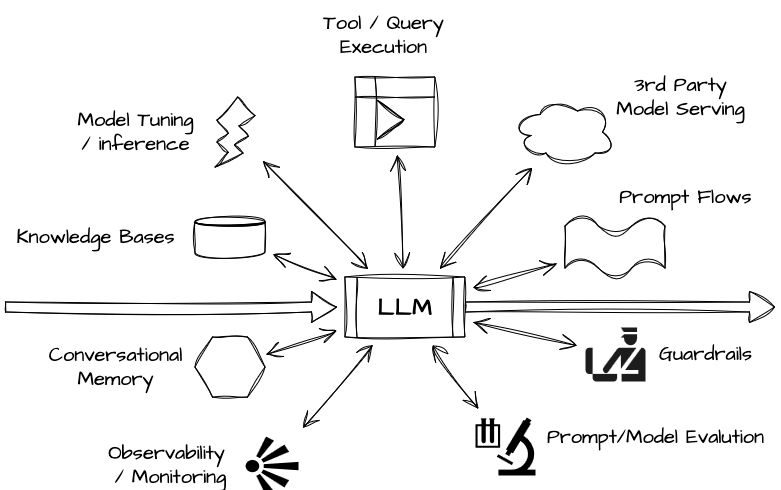 Tool / Query
Execution
3rd Party
Model Serving
Model Tuning
/ inference
Prompt Flows
Knowledge Bases
LLM
Conversational
Memory
Guardrails
Prompt/Model Evalution
Observability
/ Monitoring